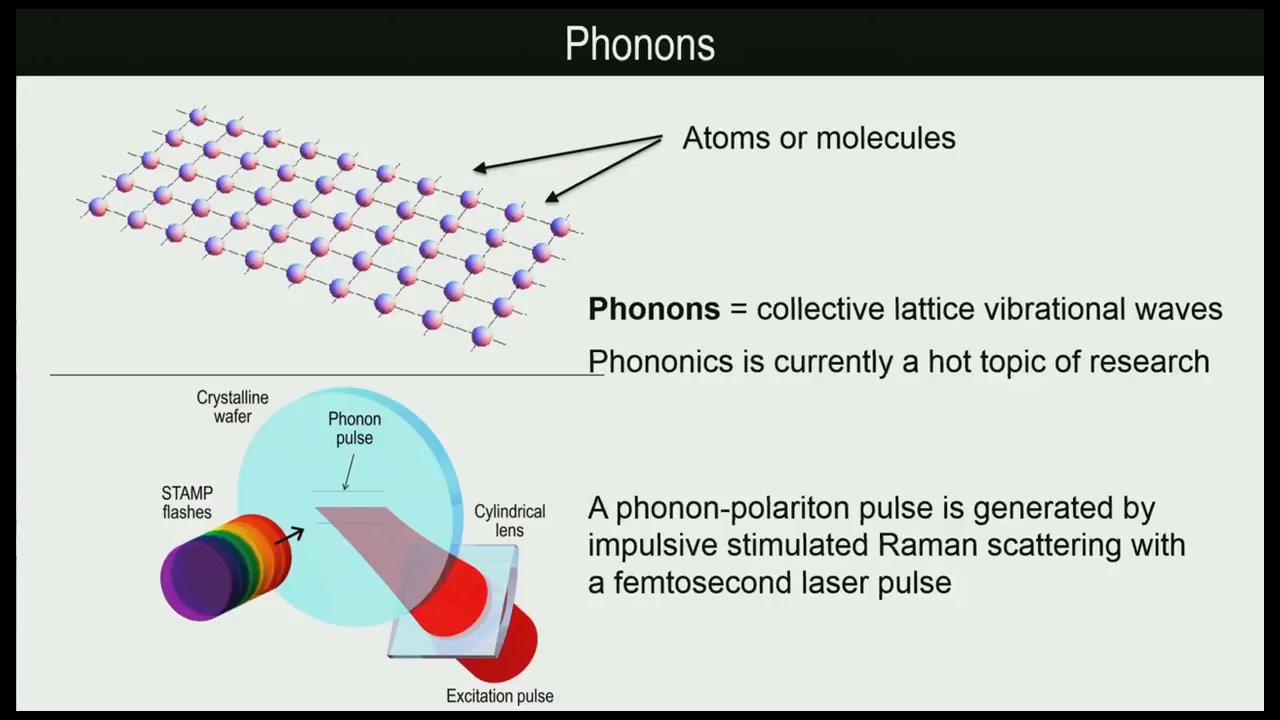 Phonons
Atoms or molecules
Phonons = collective lattice vibrational waves
Phononics is currently a hot topic of research
Crystalline
wafer
Phonon
pulse
STAMP
flashes
Cylindrical
lens
Excitation pulse
A phonon-polariton pulse is generated by
impulsive stimulated Raman scattering with
a femtosecond laser pulse